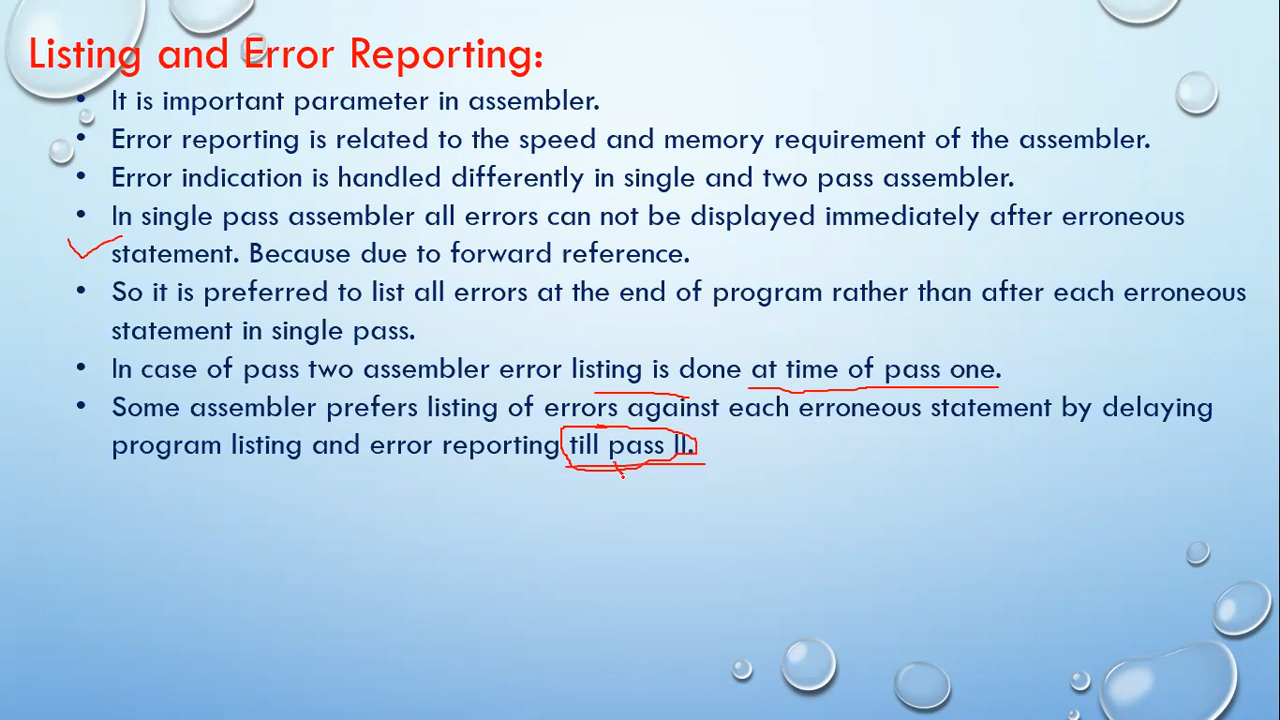 Listing and Error Reporting:
• It is important parameter in assembler.
• Error reporting is related to the speed and memory requirement of the assembler.
• Error indication is handled differently in single and two pass assembler.
• In single pass assembler all errors can not be displayed immediately after erroneous
statement. Because due to forward reference.
• So it is preferred to list all errors at the end of program rather than after each erroneous
statement in single pass.
• In case of pass two assembler error listing is done at time of pass one.
• Some assembler prefers listing of errors against each erroneous statement by delaying
program listing and error reporting till pass II.